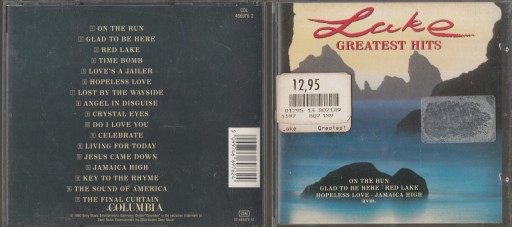 COL
ON THE RUN
GLAD TO BE HERE
RED LAKE
TIME BOMB
LOVE'S A JAILER
HOPELESS LOVE
LOST BY THE WAYSIDE
ANGEL IN DISGUISE
CRYSTAL EYES
DO I LOVE YOU
CELEBRATE
LIVING FOR TODAY
JESUS CAME DOWN
JAMAICA HIGH
KEY TO THE RHYME
THE SOUND OF AMERICA
THE FINAL CURTAIN
COLUMBIA
Lake
GREATEST HITS
12,95
Lake Greatest
ON THE RUN
GLAD TO BE HERE · RED LAKE
HOPELESS LOVE · JAMAICA HIGH
uvm.